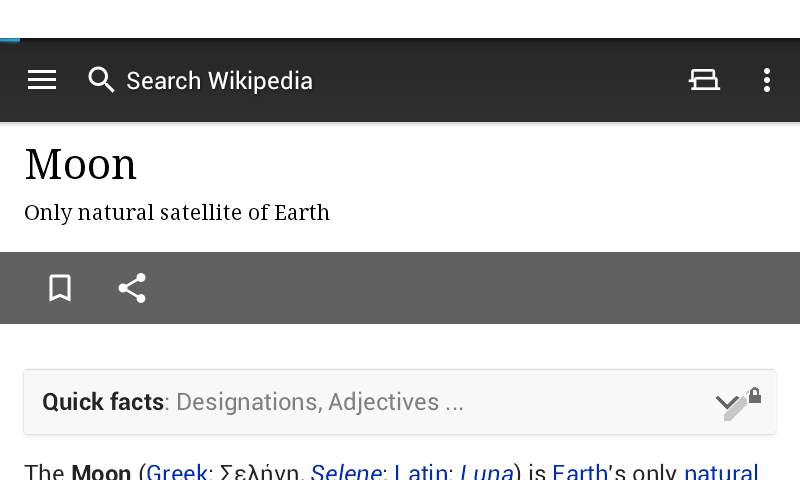 Search Wikipedia
Moon
Only natural satellite of Earth
Quick facts: Designations, Adjectives ...
The Moon (Greek: Σελήνη, Selene; Latin: Luna) is Earth's only natural